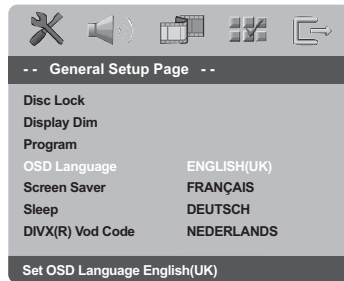 -- General Setup Page --
Disc Lock
Display Dim
Program
OSD Language ENGLISH(UK)
Screen Saver FRANÇAIS
Sleep DEUTSCH
DIVX(R) Vod Code NEDERLANDS
Set OSD Language English(UK)